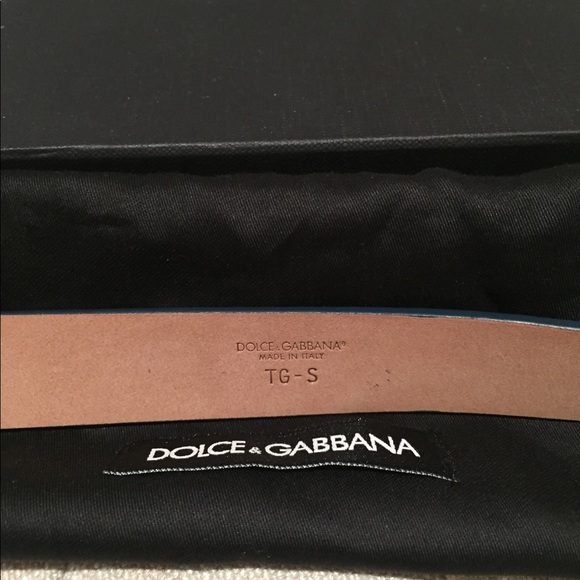 DOLCE & GABBANA®
MADE IN ITALY
TG-S
DOLCE & GABBANA